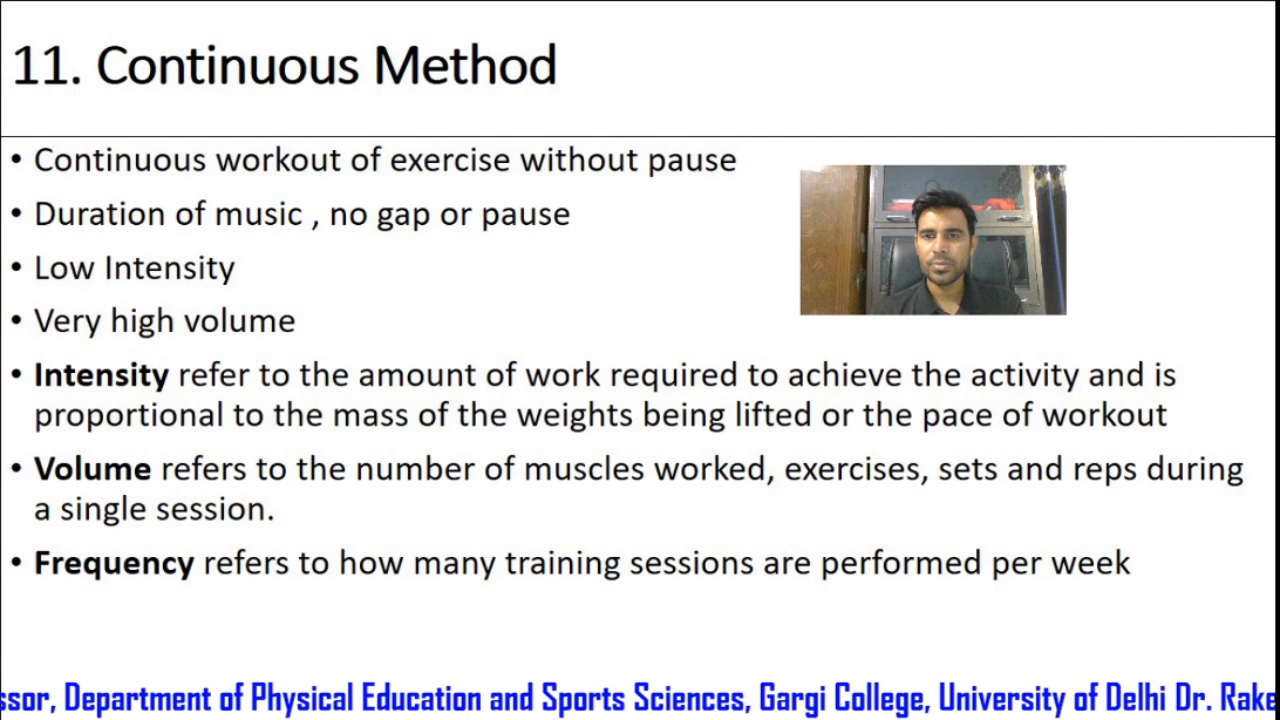 11. Continuous Method
• Continuous workout of exercise without pause
• Duration of music , no gap or pause
• Low Intensity
• Very high volume
• Intensity refer to the amount of work required to achieve the activity and is
proportional to the mass of the weights being lifted or the pace of workout
• Volume refers to the number of muscles worked, exercises, sets and reps during
a single session.
• Frequency refers to how many training sessions are performed per week
ssor, Department of Physical Education and Sports Sciences, Gargi College, University of Delhi Dr. Rake